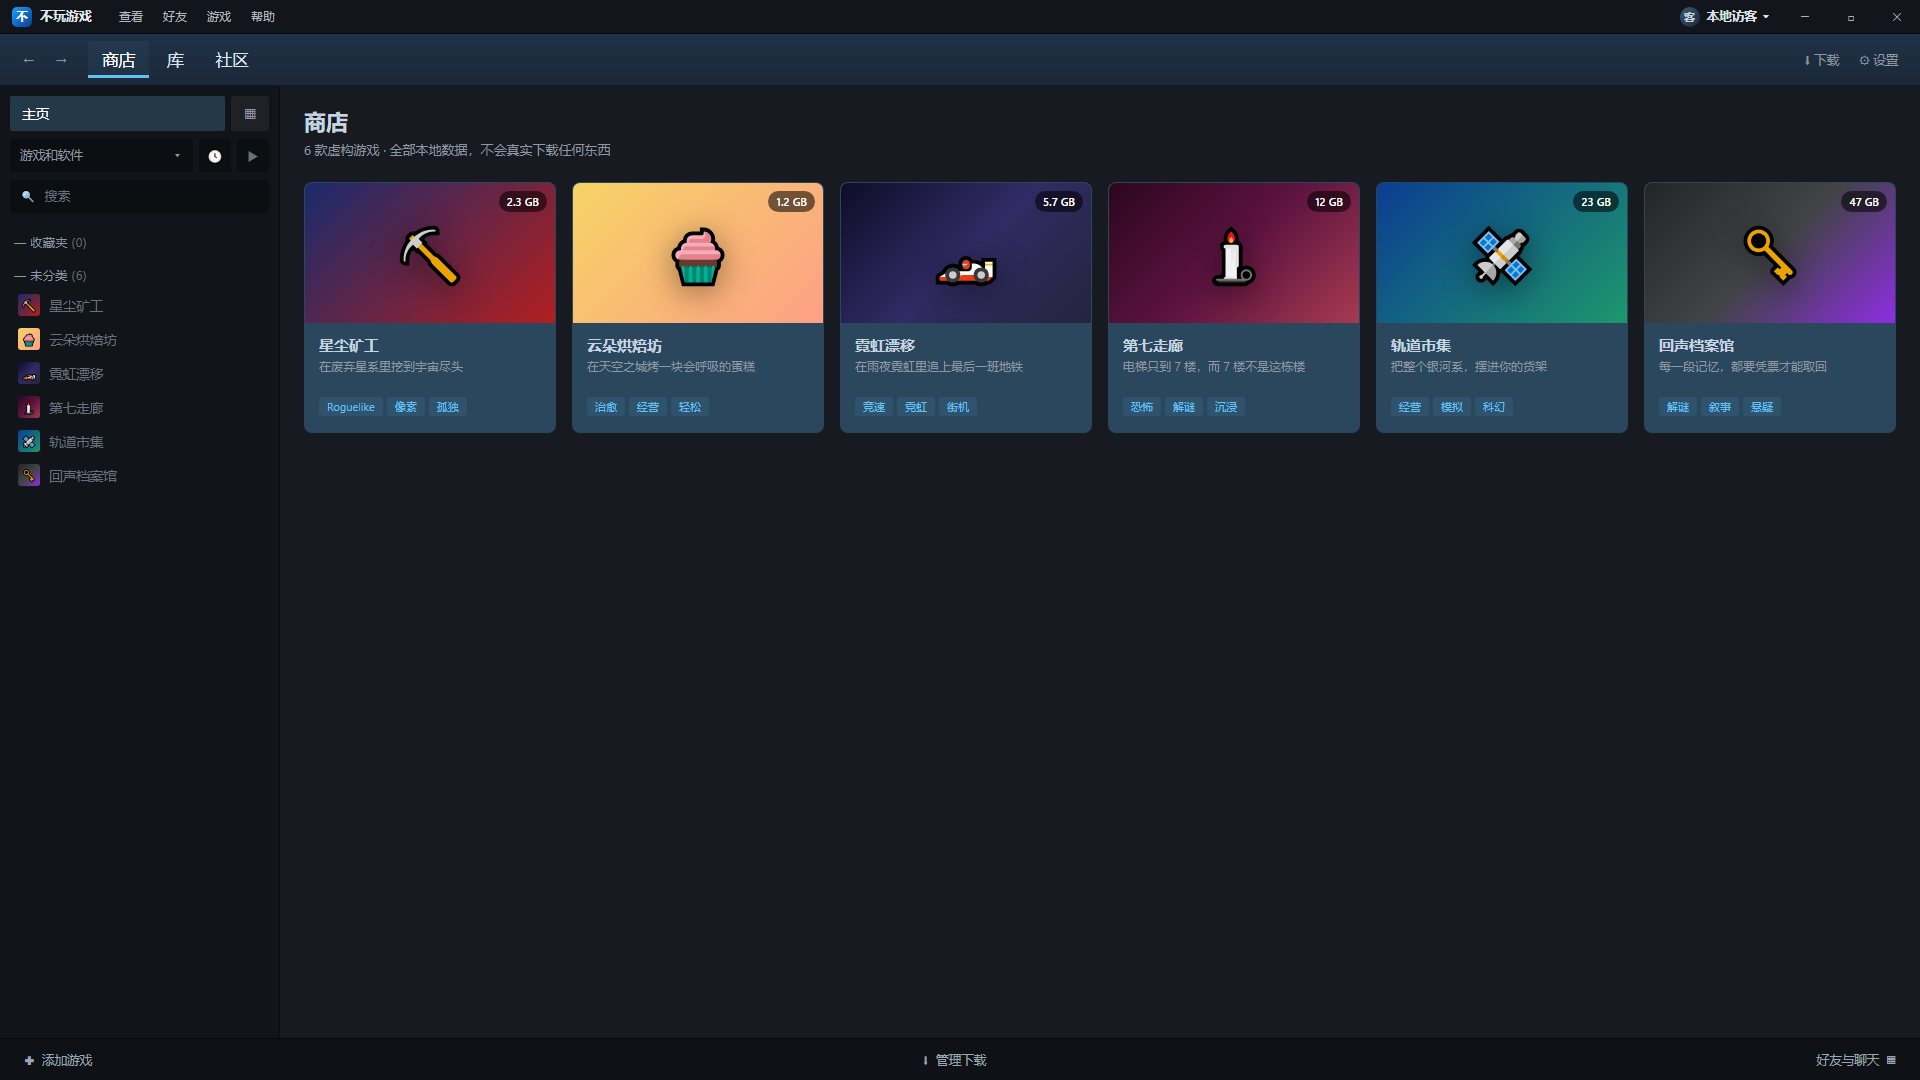 不 不玩游戏 查看 好友 游戏 帮助 客 本地访客
商店 库 社区 下载 设置
主页
游戏和软件
搜索
— 收藏夹 (0)
— 未分类 (6)
星尘矿工
云朵烘焙坊
霓虹漂移
第七走廊
轨道市集
回声档案馆
商店
6 款虚构游戏 · 全部本地数据，不会真实下载任何东西
2.3 GB
星尘矿工
在废弃星系里挖到宇宙尽头
Roguelike 像素 孤独
1.2 GB
云朵烘焙坊
在天空之城烤一块会呼吸的蛋糕
治愈 经营 轻松
5.7 GB
霓虹漂移
在雨夜霓虹里追上最后一班地铁
竞速 霓虹 街机
12 GB
第七走廊
电梯只到 7 楼，而 7 楼不是这栋楼
恐怖 解谜 沉浸
23 GB
轨道市集
把整个银河系，摆进你的货架
经营 模拟 科幻
47 GB
回声档案馆
每一段记忆，都要凭票才能取回
解谜 叙事 悬疑
添加游戏 管理下载 好友与聊天